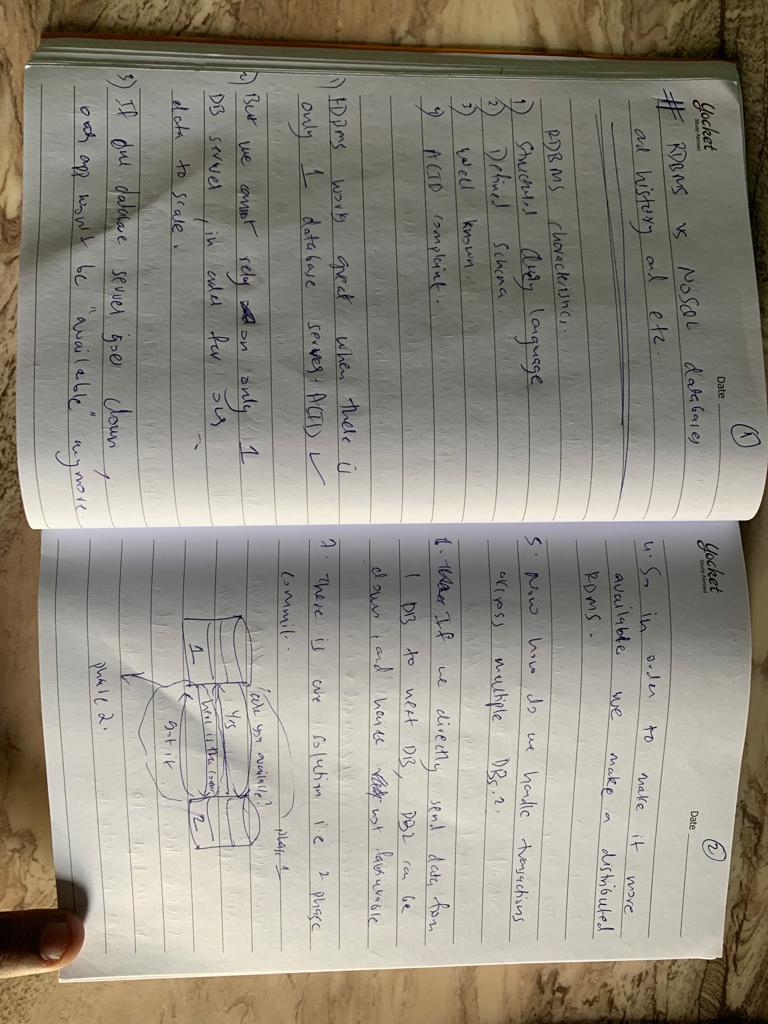 1
Yocket
Study Abroad
Date
# RDBMS vs NoSQL databases
and history and etc.
RDBMS characteristics.
1) Structured Query language
2) Defined schema.
3) Well known.
4) ACID complaint.
1) RDBMS works great when there is
only 1 database server. ACID ✓
2) But we cannot rely on only 1
DB server, in order for our
data to scale.
3) If one database server goes down,
our app won't be "available" anymore.
2
Yocket
Study Abroad
Date
4. So in order to make it more
available we make a distributed
RDMS.
5. Now how do we handle transactions
across multiple DBs?
6. If we directly send data from
1 DB to next DB, DB2 can be
down, and hence not favourable
7. There is one solution i.e 2 phase
commit.
phase 1
are you available?
Yes
here is the
1
2
got it
phase 2.